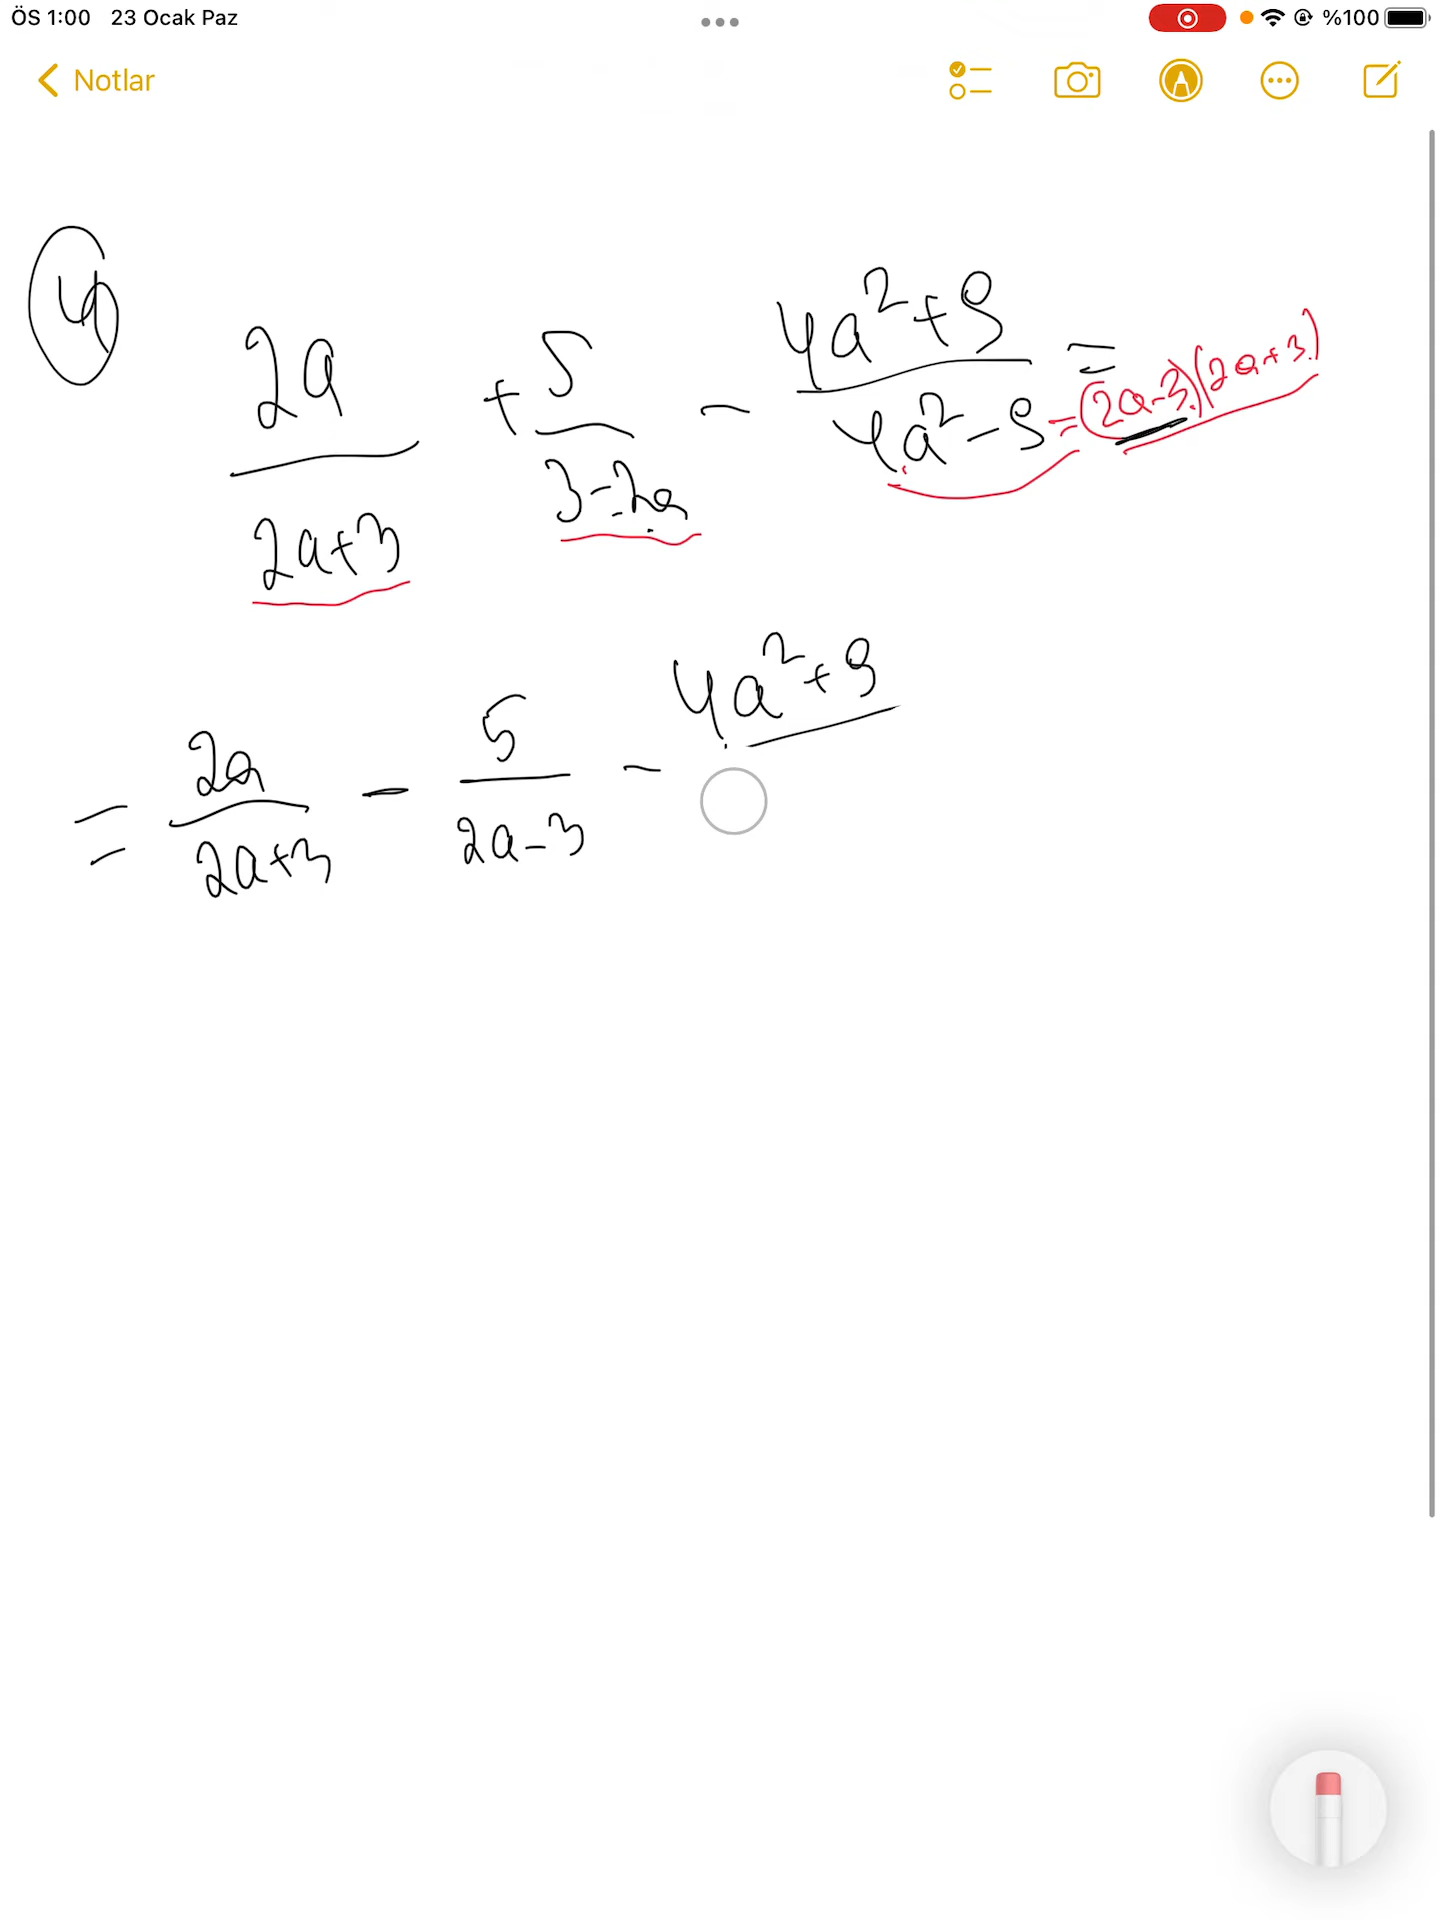 ÖS 1:00 23 Ocak Paz %100
Notlar
4
2a/(2a+3) + 5/(3-2a) - (4a²+9)/(4a²-9) =
=(2a-3)(2a+3)
= 2a/(2a+3) - 5/(2a-3) - 4a²+9